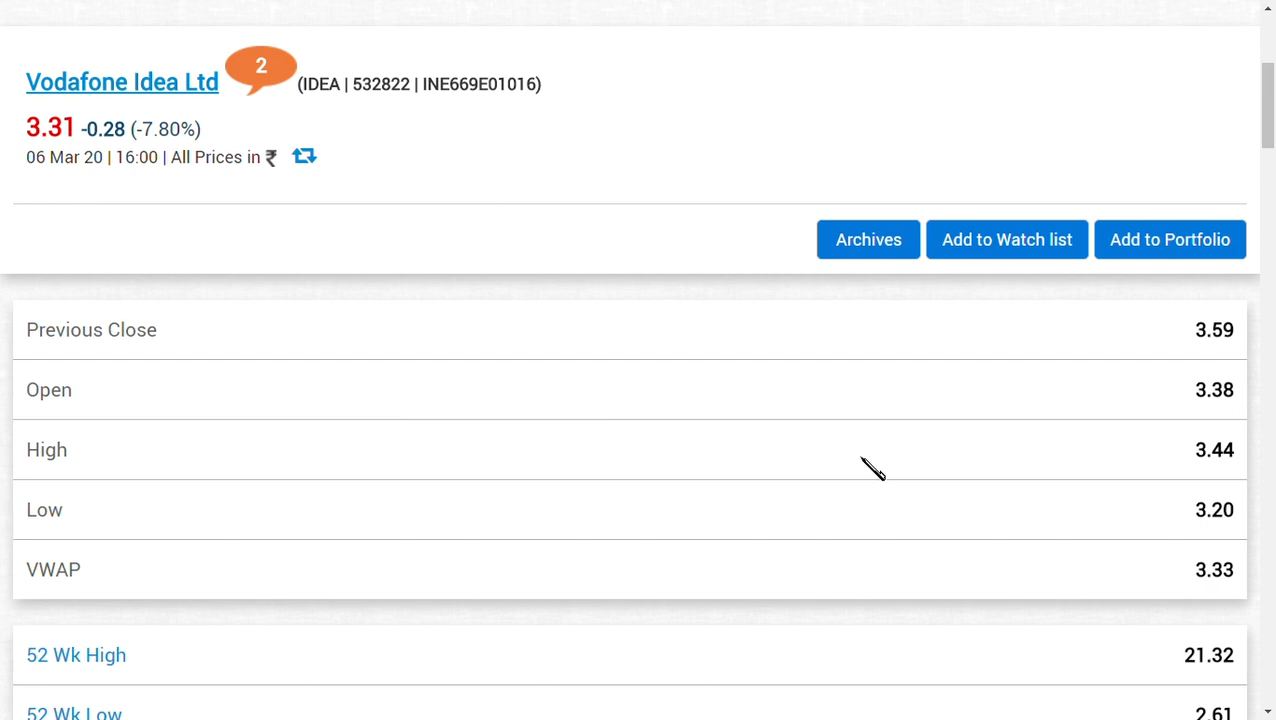 Vodafone Idea Ltd 2 (IDEA | 532822 | INE669E01016)
3.31 -0.28 (-7.80%)
06 Mar 20 | 16:00 | All Prices in ₹
Archives Add to Watch list Add to Portfolio
Previous Close 3.59
Open 3.38
High 3.44
Low 3.20
VWAP 3.33
52 Wk High 21.32
52 Wk Low 2.61